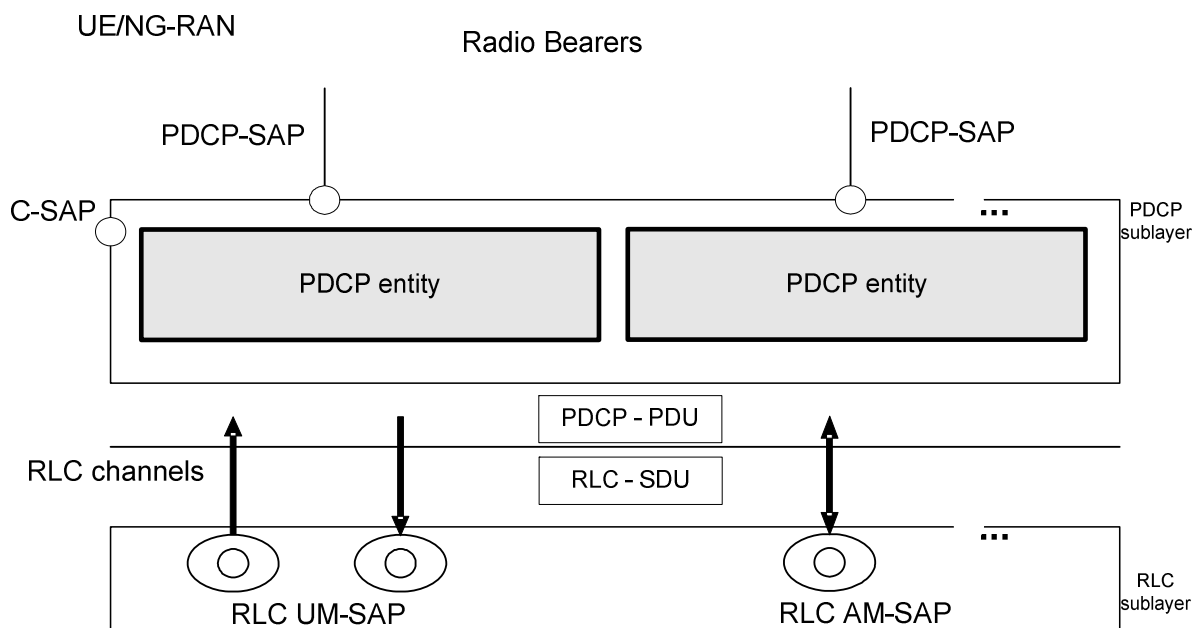 UE/NG-RAN
Radio Bearers
PDCP-SAP
PDCP-SAP
C-SAP
...
PDCP
sublayer
PDCP entity
PDCP entity
PDCP - PDU
RLC channels
RLC - SDU
...
RLC UM-SAP
RLC AM-SAP
RLC
sublayer